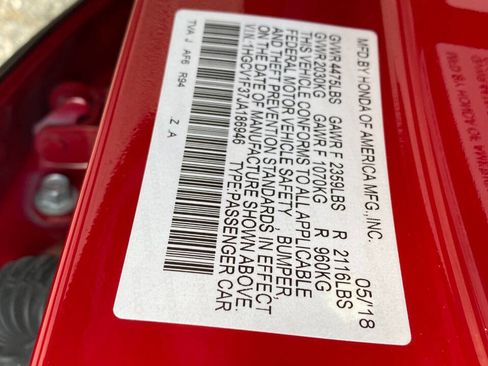 MFD.BY HONDA OF AMERICA MFG.,INC. 05/18
GVWR 4475LBS GAWR F 2359LBS R 2116LBS
GVWR 2030KG GAWR F 1070KG R 960KG
THIS VEHICLE CONFORMS TO ALL APPLICABLE
FEDERAL MOTOR VEHICLE SAFETY , BUMPER,
AND THEFT PREVENTION STANDARDS IN EFFECT
ON THE DATE OF MANUFACTURE SHOWN ABOVE.
V.I.N.:1HGCV1F37JA186946 TYPE:PASSENGER CAR
TVA J AF6 R94 Z A